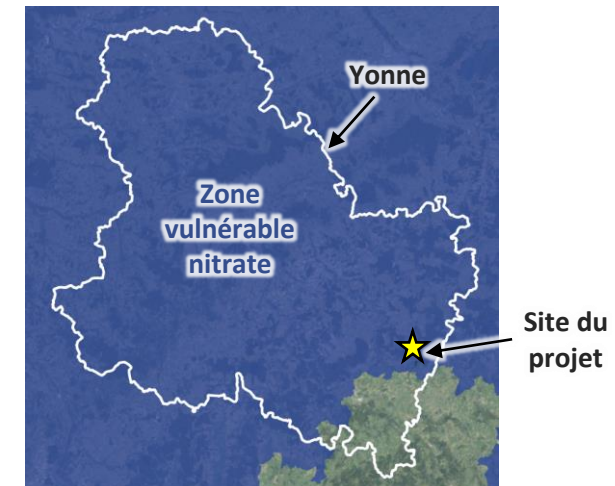 Yonne
Zone
vulnérable
nitrate
Site du
projet